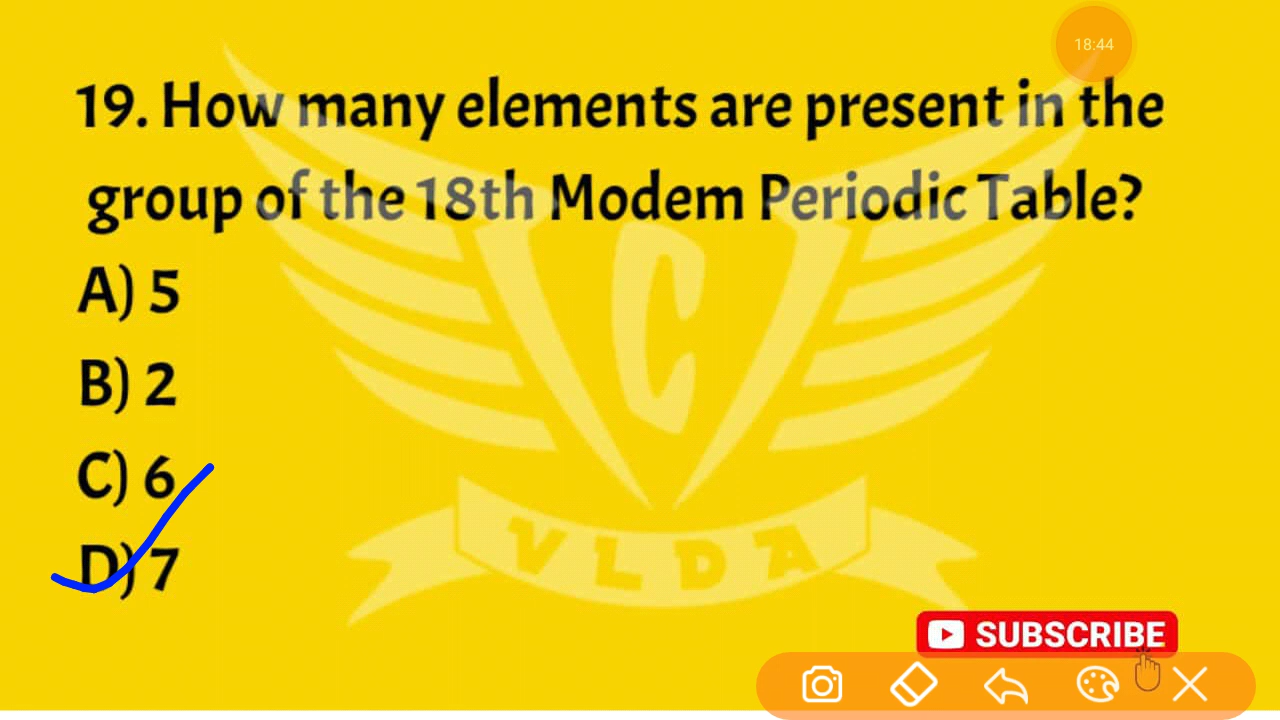 18:44
19. How many elements are present in the
group of the 18th Modem Periodic Table?
A) 5
B) 2
C) 6
D) 7
C
VLDA
SUBSCRIBE